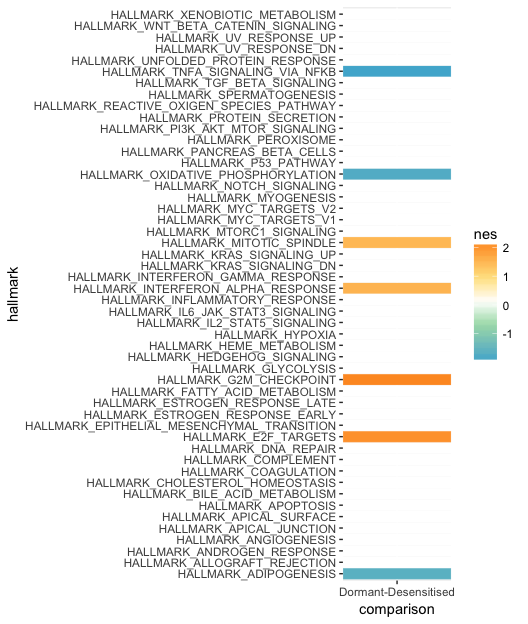 HALLMARK_XENOBIOTIC_METABOLISM
HALLMARK_WNT_BETA_CATENIN_SIGNALING
HALLMARK_UV_RESPONSE_UP
HALLMARK_UV_RESPONSE_DN
HALLMARK_UNFOLDED_PROTEIN_RESPONSE
HALLMARK_TNFA_SIGNALING_VIA_NFKB
HALLMARK_TGF_BETA_SIGNALING
HALLMARK_SPERMATOGENESIS
HALLMARK_REACTIVE_OXIGEN_SPECIES_PATHWAY
HALLMARK_PROTEIN_SECRETION
HALLMARK_PI3K_AKT_MTOR_SIGNALING
HALLMARK_PEROXISOME
HALLMARK_PANCREAS_BETA_CELLS
HALLMARK_P53_PATHWAY
HALLMARK_OXIDATIVE_PHOSPHORYLATION
HALLMARK_NOTCH_SIGNALING
HALLMARK_MYOGENESIS
HALLMARK_MYC_TARGETS_V2
HALLMARK_MYC_TARGETS_V1
HALLMARK_MTORC1_SIGNALING
HALLMARK_MITOTIC_SPINDLE
HALLMARK_KRAS_SIGNALING_UP
HALLMARK_KRAS_SIGNALING_DN
HALLMARK_INTERFERON_GAMMA_RESPONSE
HALLMARK_INTERFERON_ALPHA_RESPONSE
HALLMARK_INFLAMMATORY_RESPONSE
HALLMARK_IL6_JAK_STAT3_SIGNALING
HALLMARK_IL2_STAT5_SIGNALING
HALLMARK_HYPOXIA
HALLMARK_HEME_METABOLISM
HALLMARK_HEDGEHOG_SIGNALING
HALLMARK_GLYCOLYSIS
HALLMARK_G2M_CHECKPOINT
HALLMARK_FATTY_ACID_METABOLISM
HALLMARK_ESTROGEN_RESPONSE_LATE
HALLMARK_ESTROGEN_RESPONSE_EARLY
HALLMARK_EPITHELIAL_MESENCHYMAL_TRANSITION
HALLMARK_E2F_TARGETS
HALLMARK_DNA_REPAIR
HALLMARK_COMPLEMENT
HALLMARK_COAGULATION
HALLMARK_CHOLESTEROL_HOMEOSTASIS
HALLMARK_BILE_ACID_METABOLISM
HALLMARK_APOPTOSIS
HALLMARK_APICAL_SURFACE
HALLMARK_APICAL_JUNCTION
HALLMARK_ANGIOGENESIS
HALLMARK_ANDROGEN_RESPONSE
HALLMARK_ALLOGRAFT_REJECTION
HALLMARK_ADIPOGENESIS
hallmark
Dormant-Desensitised
comparison
nes
2
1
0
-1